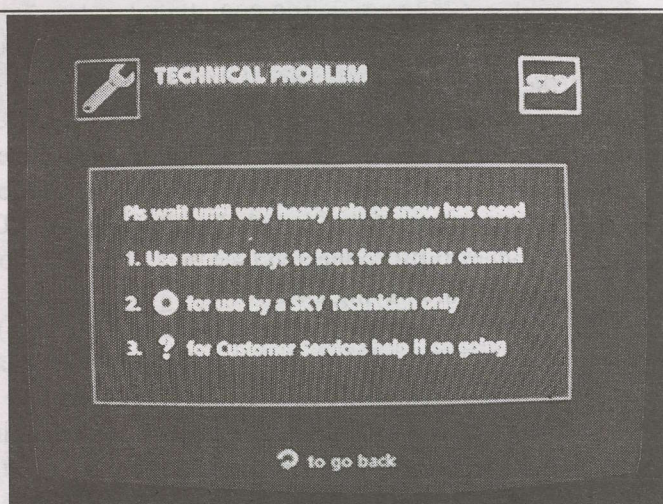 TECHNICAL PROBLEM
SKY
Pls wait until very heavy rain or snow has eased
1. Use number keys to look for another channel
2. for use by a SKY Technician only
3. ? for Customer Services help if on going
to go back